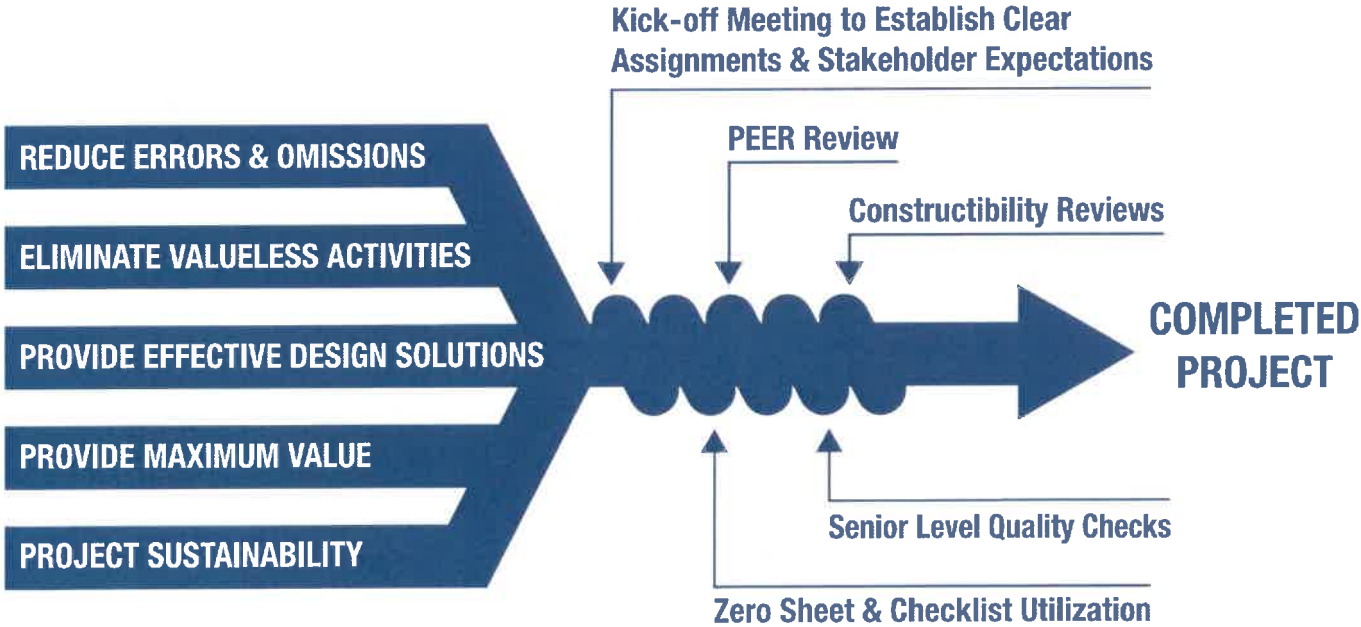 Kick-off Meeting to Establish Clear
Assignments & Stakeholder Expectations
PEER Review
Constructibility Reviews
REDUCE ERRORS & OMISSIONS
ELIMINATE VALUELESS ACTIVITIES
PROVIDE EFFECTIVE DESIGN SOLUTIONS
PROVIDE MAXIMUM VALUE
PROJECT SUSTAINABILITY
COMPLETED
PROJECT
Senior Level Quality Checks
Zero Sheet & Checklist Utilization